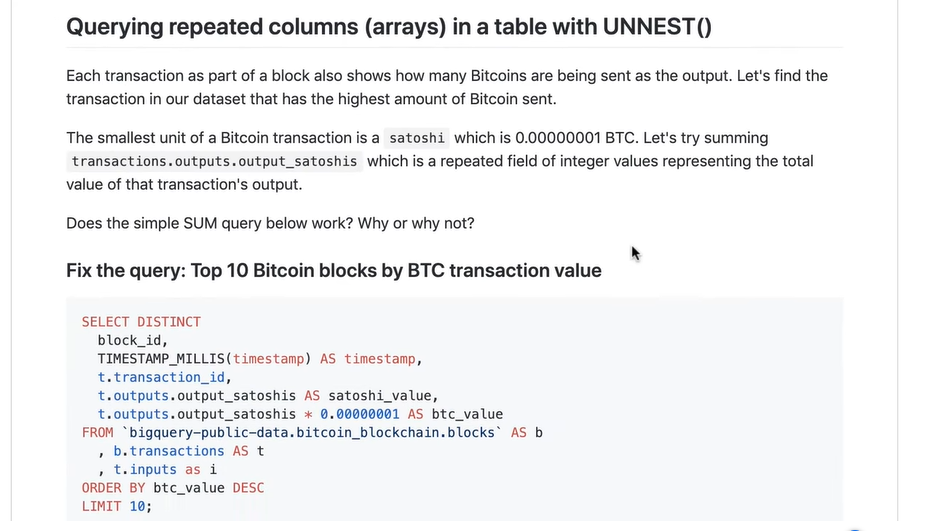 Querying repeated columns (arrays) in a table with UNNEST()
Each transaction as part of a block also shows how many Bitcoins are being sent as the output. Let's find the
transaction in our dataset that has the highest amount of Bitcoin sent.
The smallest unit of a Bitcoin transaction is a satoshi which is 0.00000001 BTC. Let's try summing
transactions.outputs.output_satoshis which is a repeated field of integer values representing the total
value of that transaction's output.
Does the simple SUM query below work? Why or why not?
Fix the query: Top 10 Bitcoin blocks by BTC transaction value
SELECT DISTINCT
block_id,
TIMESTAMP_MILLIS(timestamp) AS timestamp,
t.transaction_id,
t.outputs.output_satoshis AS satoshi_value,
t.outputs.output_satoshis * 0.00000001 AS btc_value
FROM `bigquery-public-data.bitcoin_blockchain.blocks` AS b
, b.transactions AS t
, t.inputs as i
ORDER BY btc_value DESC
LIMIT 10;